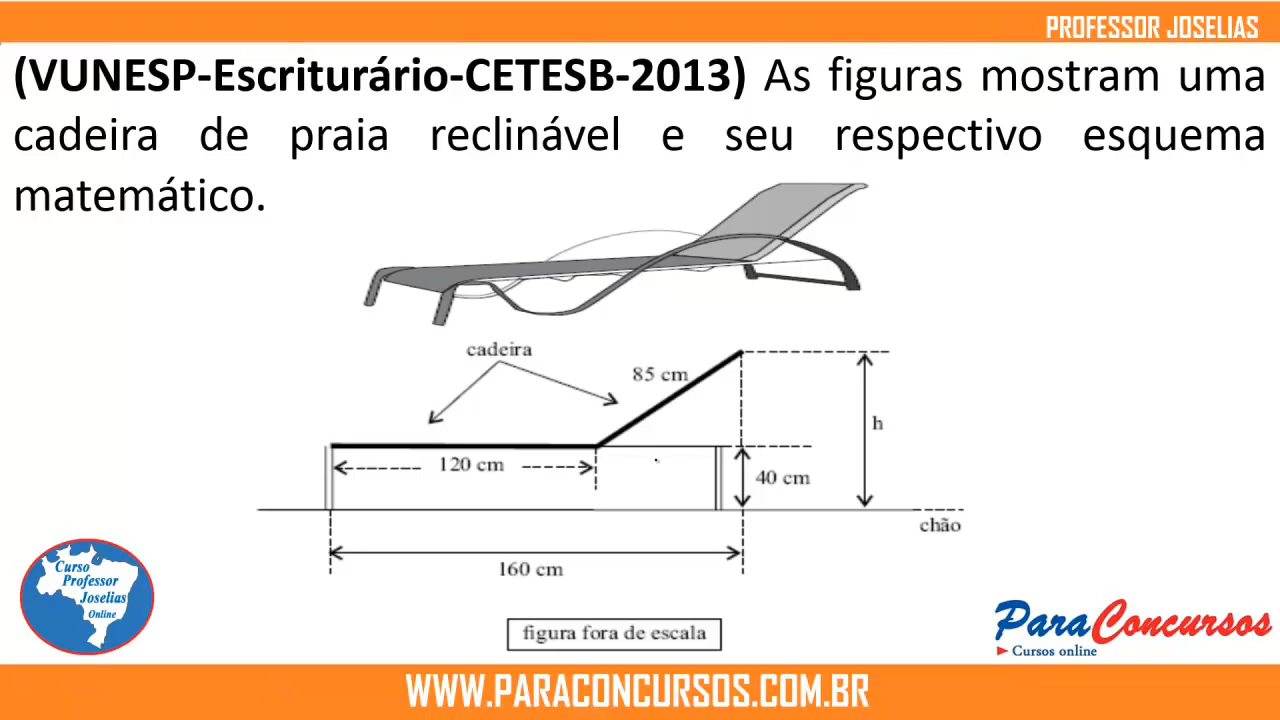 PROFESSOR JOSELIAS
(VUNESP-Escriturário-CETESB-2013) As figuras mostram uma
cadeira de praia reclinável e seu respectivo esquema
matemático.
cadeira
85 cm
h
120 cm
40 cm
chão
160 cm
figura fora de escala
Curso
Professor
Joselias
Online
ParaConcursos
Cursos online
WWW.PARACONCURSOS.COM.BR